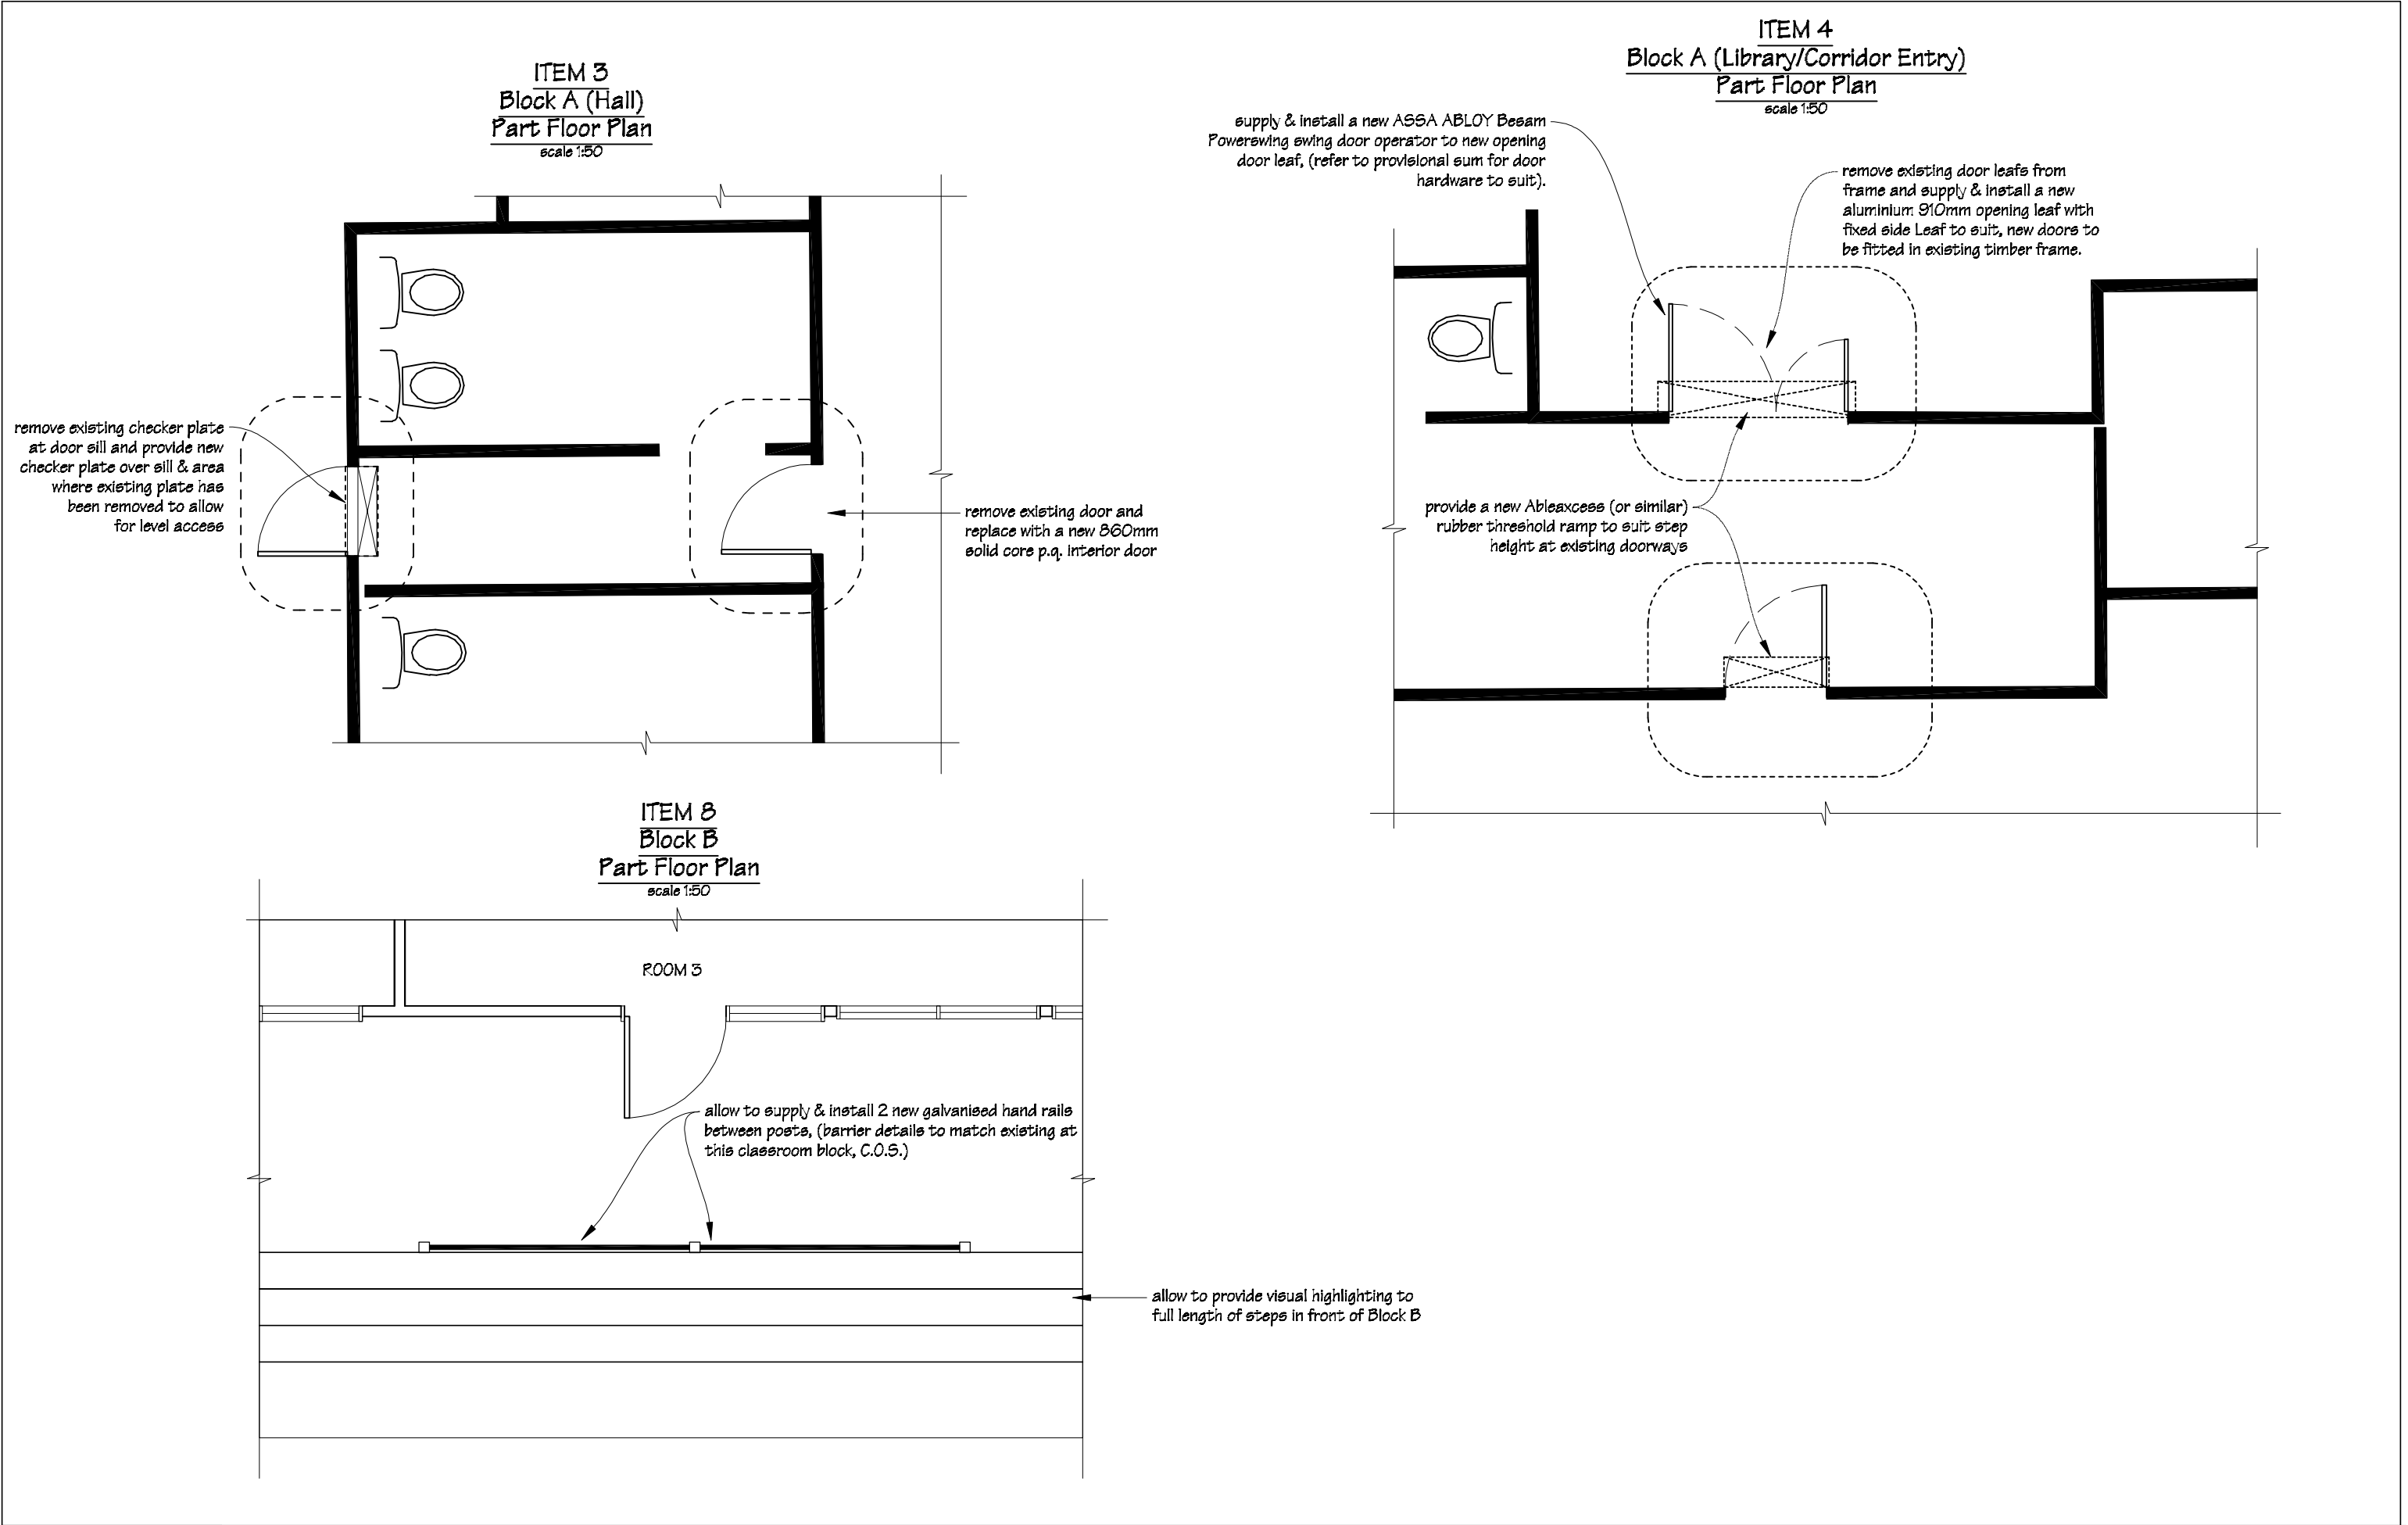 ITEM 3
Block A (Hall)
Part Floor Plan
scale 1:50
remove existing checker plate
at door sill and provide new
checker plate over sill & area
where existing plate has
been removed to allow
for level access
remove existing door and
replace with a new 860mm
solid core p.q. interior door
ITEM 4
Block A (Library/Corridor Entry)
Part Floor Plan
scale 1:50
supply & install a new ASSA ABLOY Besam
Powerswing swing door operator to new opening
door leaf, (refer to provisional sum for door
hardware to suit).
remove existing door leafs from
frame and supply & install a new
aluminium 910mm opening leaf with
fixed side Leaf to suit, new doors to
be fitted in existing timber frame.
provide a new Ableaxcess (or similar)
rubber threshold ramp to suit step
height at existing doorways
ITEM 8
Block B
Part Floor Plan
scale 1:50
ROOM 3
allow to supply & install 2 new galvanised hand rails
between posts, (barrier details to match existing at
this classroom block, C.O.S.)
allow to provide visual highlighting to
full length of steps in front of Block B